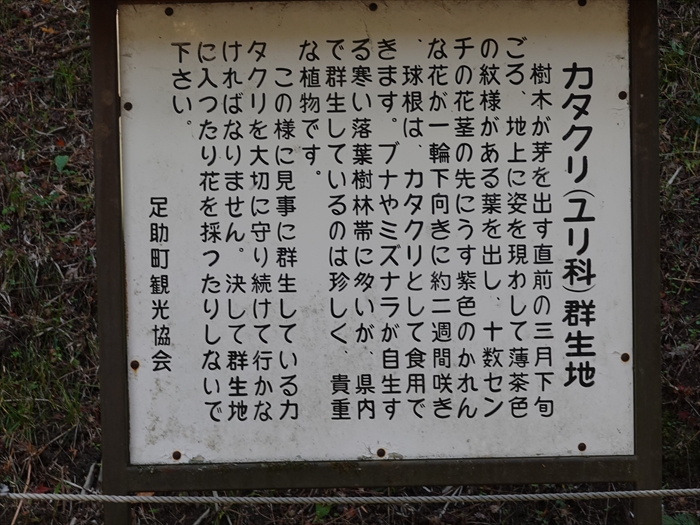 カタクリ(ユリ科)群生地
樹木が芽を出す直前の三月下旬
ごろ、地上に姿を現わして薄茶色
の紋様がある葉を出し、十数セン
チの花茎の先にうす紫色のかれん
な花が一輪下向きに約二週間咲き
、球根は、カタクリとして食用で
きます。ブナやミズナラが自生す
る寒い落葉樹林帯に多いが、県内
で群生しているのは珍しく、貴重
な植物です。
この様に見事に群生しているカ
タクリを大切に守り続けて行かな
ければなりません。決して群生地
に入つたり花を採つたりしないで
下さい。
足助町観光協会